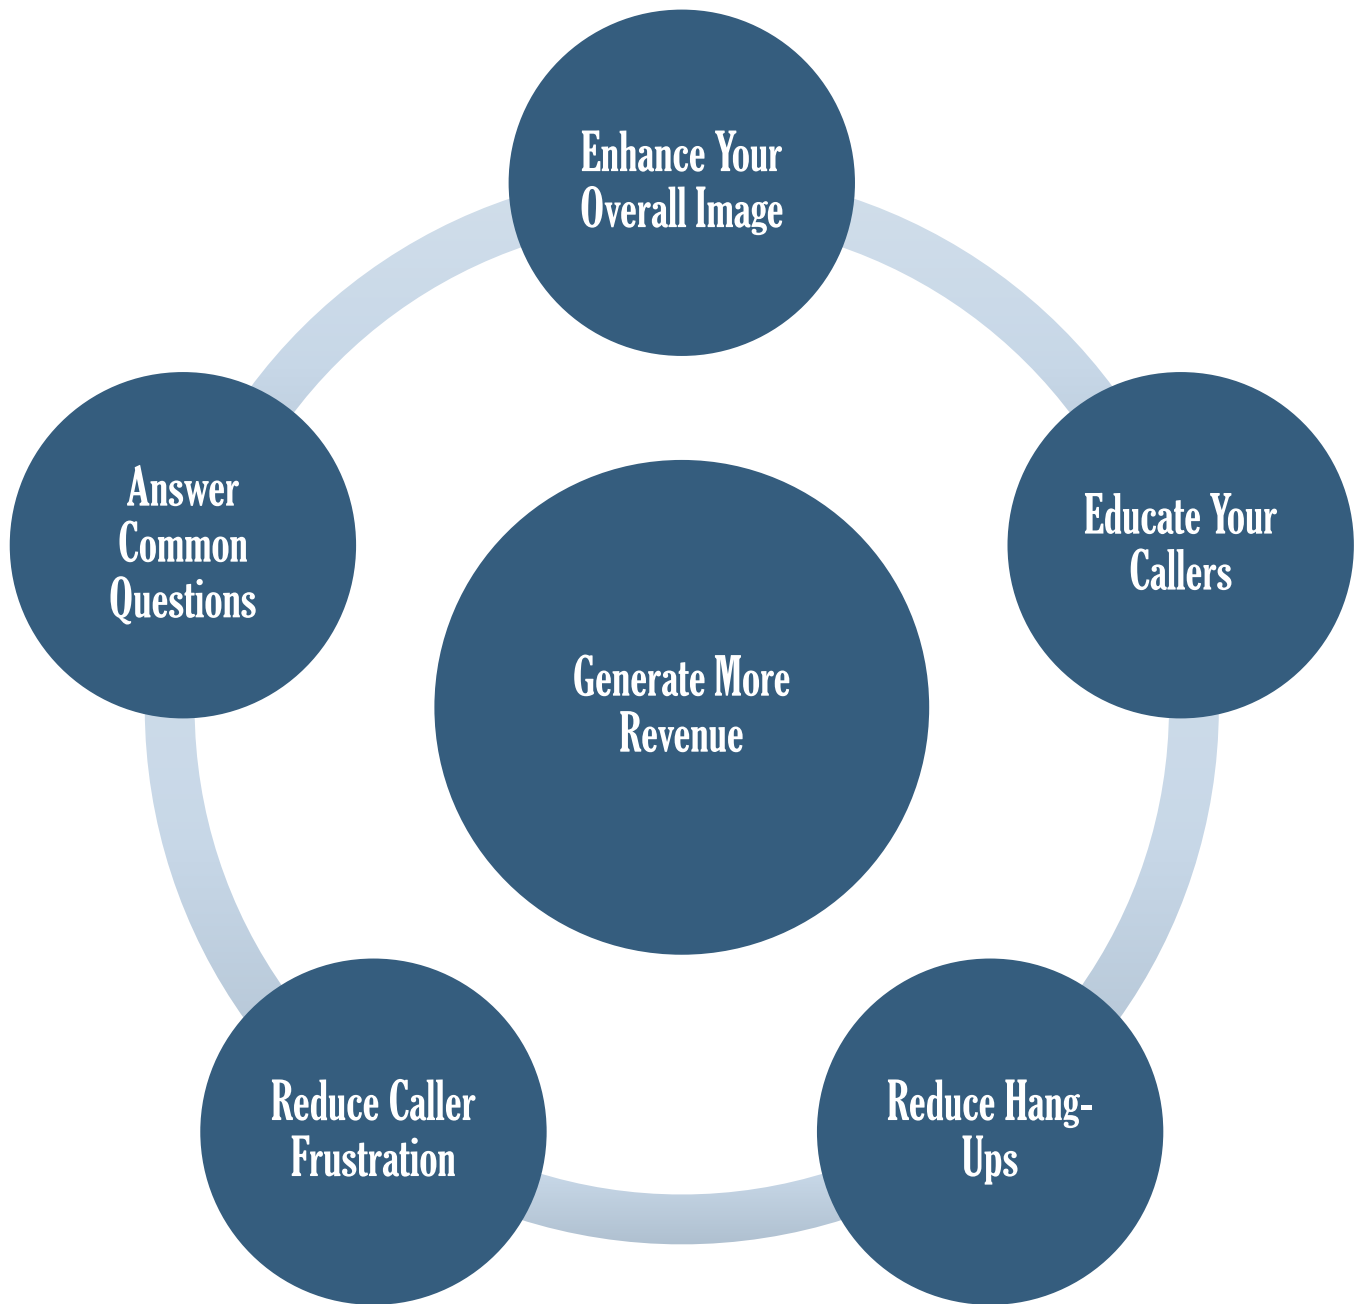 Enhance Your
Overall Image
Educate Your
Callers
Reduce Hang-
Ups
Reduce Caller
Frustration
Answer
Common
Questions
Generate More
Revenue